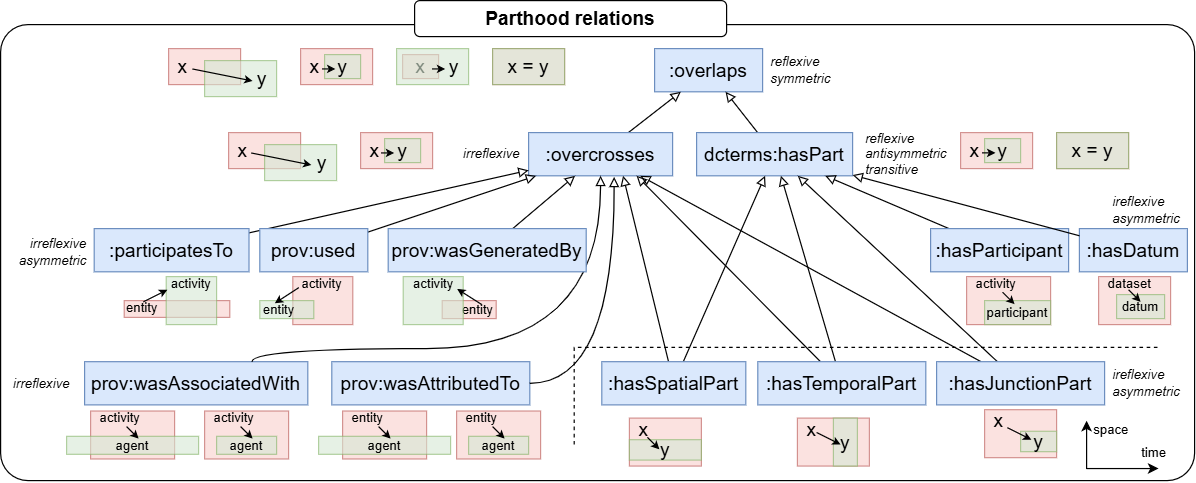 Parthood relations
x
y
x
y
x
y
x = y
:overlaps
reflexive
symmetric
x
y
x
y
irreflexive
:overcrosses
dcterms:hasPart
reflexive
antisymmetric
transitive
x
y
x = y
irreflexive
asymmetric
irreflexive
asymmetric
:participatesTo
prov:used
prov:wasGeneratedBy
:hasParticipant
:hasDatum
activity
entity
activity
entity
activity
entity
activity
participant
dataset
datum
irreflexive
prov:wasAssociatedWith
prov:wasAttributedTo
:hasSpatialPart
:hasTemporalPart
:hasJunctionPart
ireflexive
asymmetric
activity
agent
activity
agent
entity
agent
entity
agent
x
y
x
y
x
y
space
time